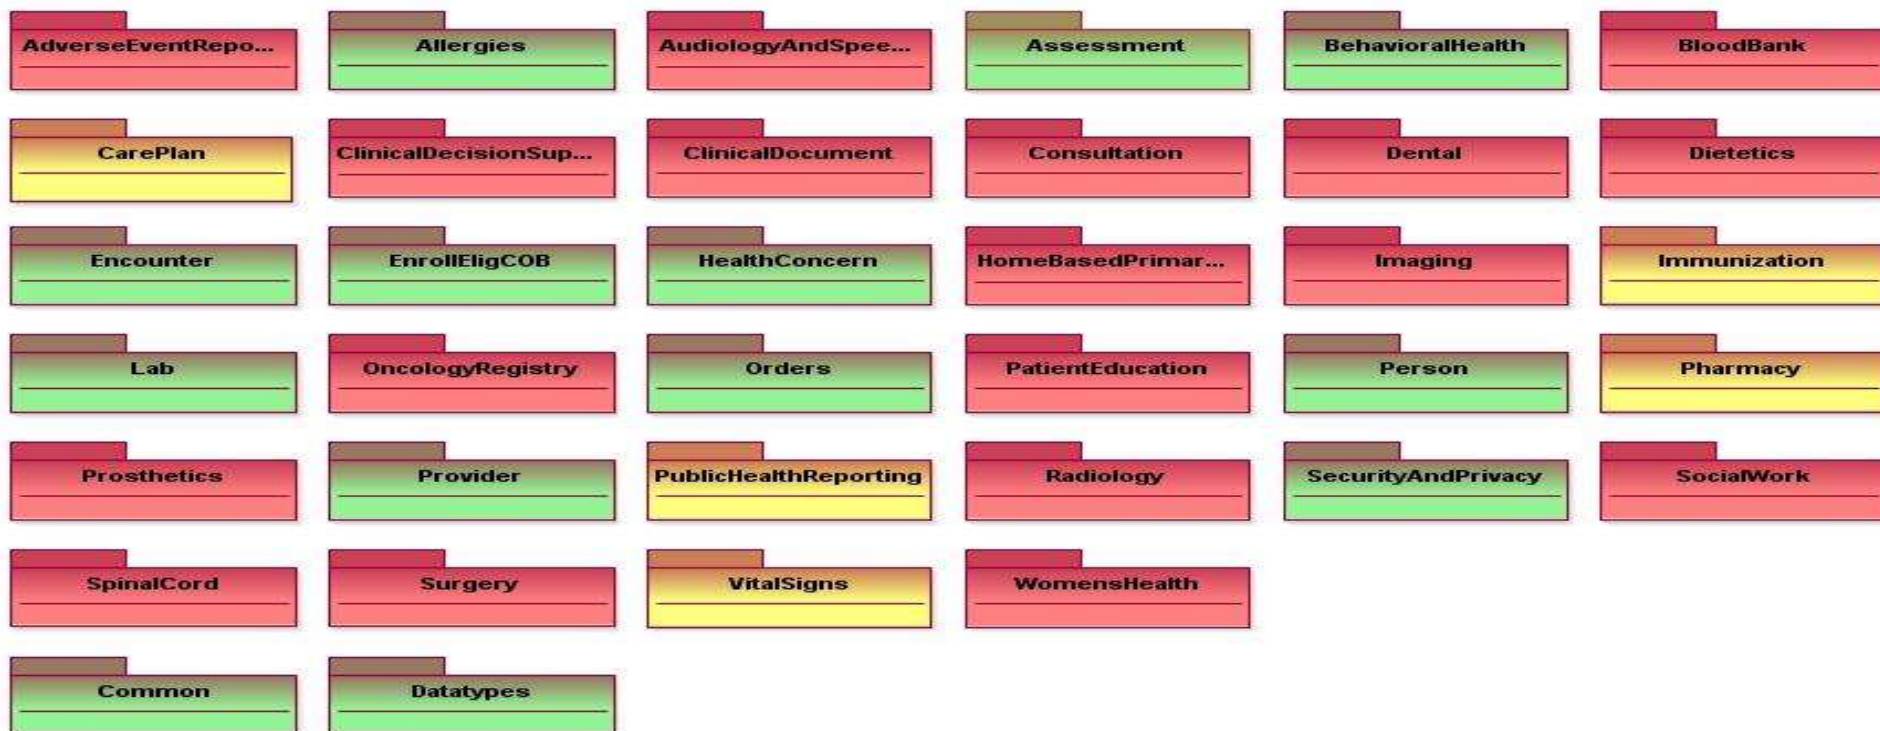 AdverseEventRepo...
Allergies
AudiologyAndSpee...
Assessment
BehavioralHealth
BloodBank
CarePlan
ClinicalDecisionSup...
ClinicalDocument
Consultation
Dental
Dietetics
Encounter
EnrollEligCOB
HealthConcern
HomeBasedPrimar...
Imaging
Immunization
Lab
OncologyRegistry
Orders
PatientEducation
Person
Pharmacy
Prosthetics
Provider
PublicHealthReporting
Radiology
SecurityAndPrivacy
SocialWork
SpinalCord
Surgery
VitalSigns
WomensHealth
Common
Datatypes